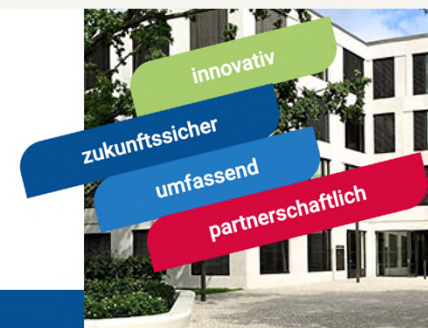 innovativ
zukunftssicher
umfassend
partnerschaftlich